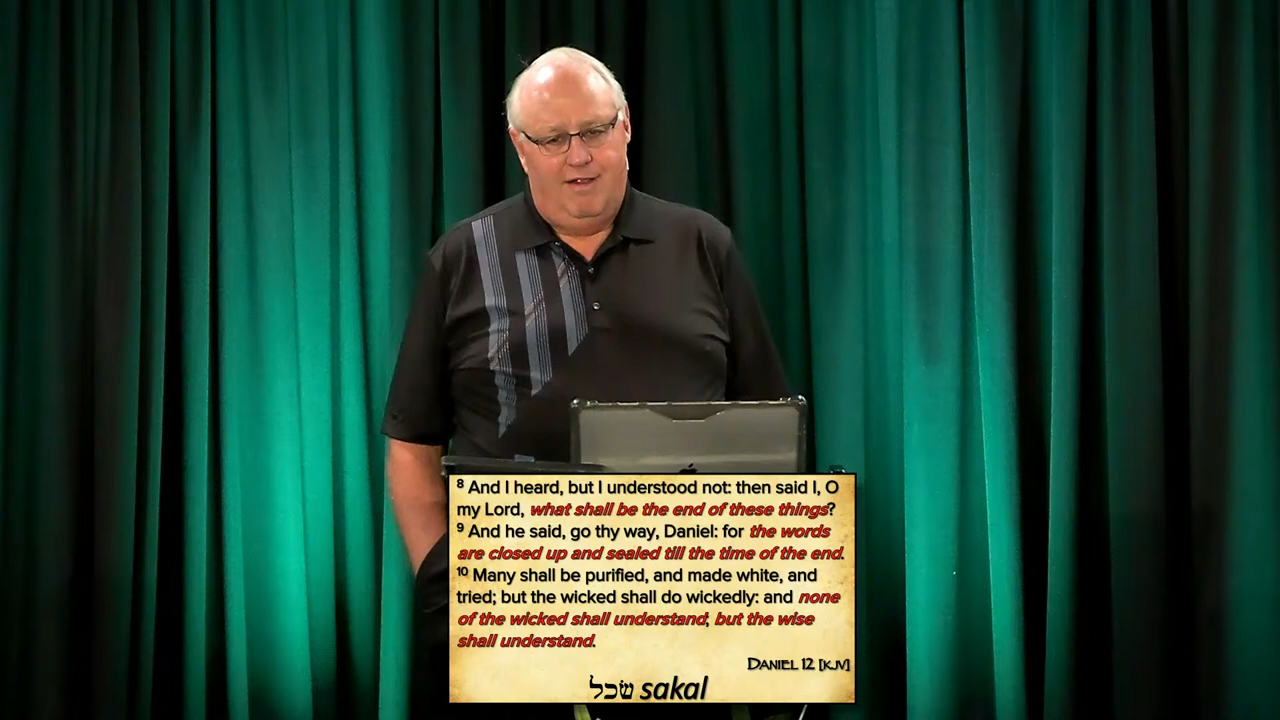 ⁸ And I heard, but I understood not: then said I, O
my Lord, what shall be the end of these things?
⁹ And he said, go thy way, Daniel: for the words
are closed up and sealed till the time of the end.
¹⁰ Many shall be purified, and made white, and
tried; but the wicked shall do wickedly: and none
of the wicked shall understand; but the wise
shall understand.
Daniel 12 [KJV]
שׂכל sakal